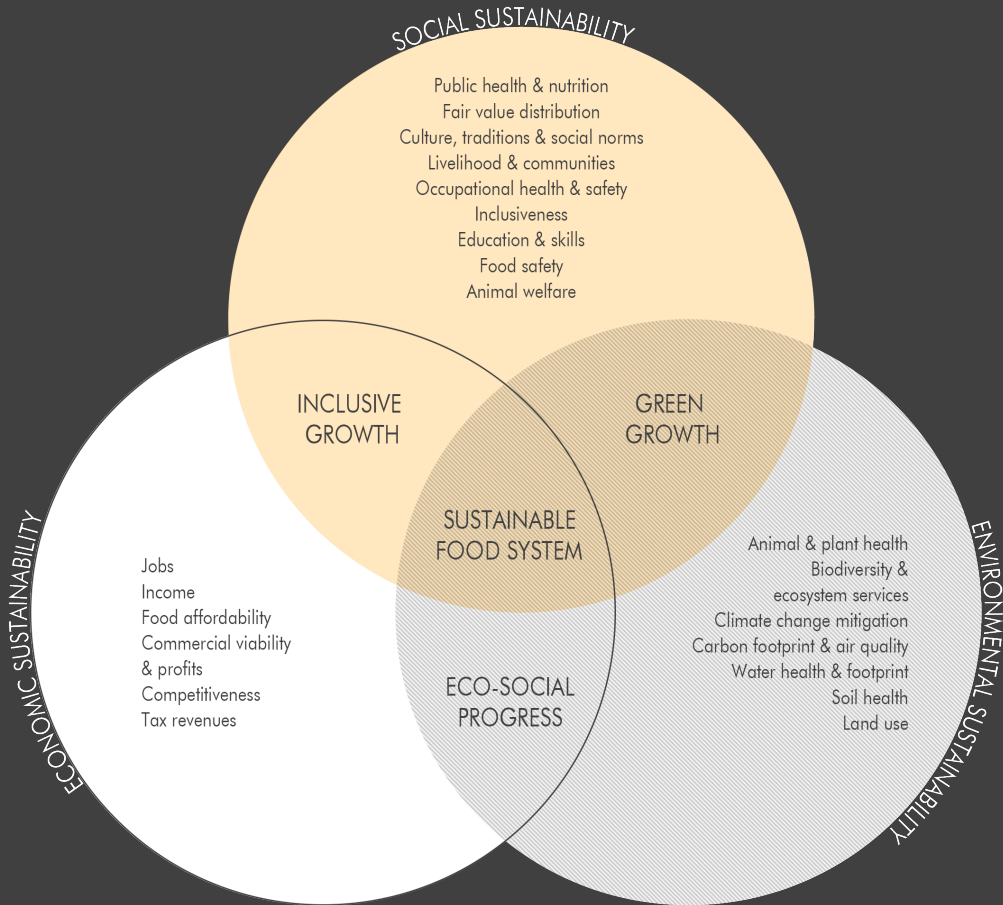 SOCIAL SUSTAINABILITY
Public health & nutrition
Fair value distribution
Culture, traditions & social norms
Livelihood & communities
Occupational health & safety
Inclusiveness
Education & skills
Food safety
Animal welfare
INCLUSIVE
GROWTH
GREEN
GROWTH
SUSTAINABLE
FOOD SYSTEM
ECONOMIC SUSTAINABILITY
Jobs
Income
Food affordability
Commercial viability
& profits
Competitiveness
Tax revenues
ECO-SOCIAL
PROGRESS
Animal & plant health
Biodiversity &
ecosystem services
Climate change mitigation
Carbon footprint & air quality
Water health & footprint
Soil health
Land use
ENVIRONMENTAL SUSTAINABILITY